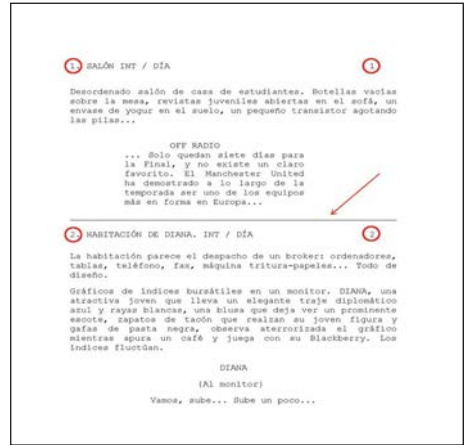 1. SALÓN INT / DÍA 1
Desordenado salón de casa de estudiantes. Botellas vacías
sobre la mesa, revistas juveniles abiertas en el sofá, un
envase de yogur en el suelo, un pequeño transistor agotando
las pilas...
OFF RADIO
... Solo quedan siete días para
la Final, y no existe un claro
favorito. El Manchester United
ha demostrado a lo largo de la
temporada ser uno de los equipos
más en forma en Europa...
2. HABITACIÓN DE DIANA. INT / DÍA 2
La habitación parece el despacho de un broker: ordenadores,
tablas, teléfono, fax, máquina tritura-papeles... Todo de
diseño.
Gráficos de índices bursátiles en un monitor. DIANA, una
atractiva joven que lleva un elegante traje diplomático
azul y rayas blancas, una blusa que deja ver un prominente
escote, zapatos de tacón que realzan su joven figura y
gafas de pasta negra, observa aterrorizada el gráfico
mientras apura un café y juega con su Blackberry. Los
índices fluctúan.
DIANA
(Al monitor)
Vamos, sube... Sube un poco...